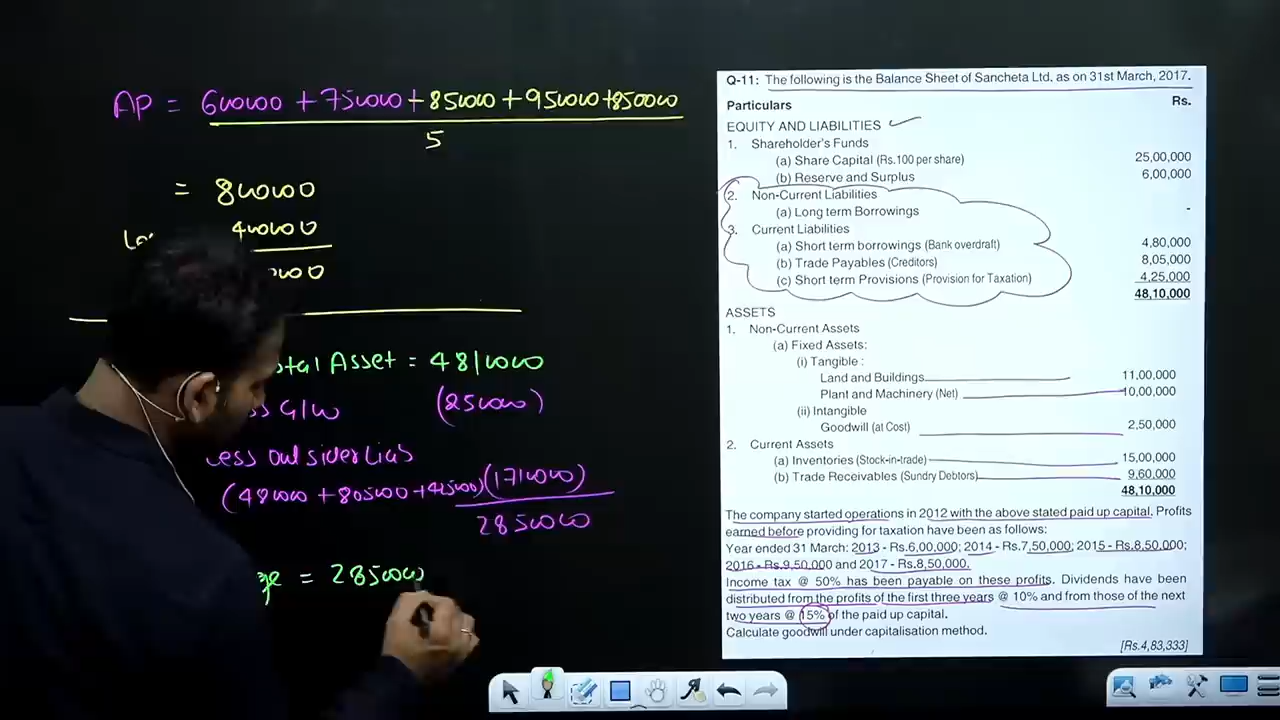 AP = 600000 + 750000 + 850000 + 950000 + 850000
5
= 800000
400000
Total Asset = 4810000
Less G/W (250000)
Less outsider Liab
(480000 + 805000 + 425000) (1710000)
2850000
= 2850000
Q-11: The following is the Balance Sheet of Sancheta Ltd. as on 31st March, 2017.
Particulars Rs.
EQUITY AND LIABILITIES
1. Shareholder's Funds
(a) Share Capital (Rs.100 per share) 25,00,000
(b) Reserve and Surplus 6,00,000
2. Non-Current Liabilities
(a) Long term Borrowings -
3. Current Liabilities
(a) Short term borrowings (Bank overdraft) 4,80,000
(b) Trade Payables (Creditors) 8,05,000
(c) Short term Provisions (Provision for Taxation) 4,25,000
48,10,000
ASSETS
1. Non-Current Assets
(a) Fixed Assets:
(i) Tangible :
Land and Buildings 11,00,000
Plant and Machinery (Net) 10,00,000
(ii) Intangible
Goodwill (at Cost) 2,50,000
2. Current Assets
(a) Inventories (Stock-in-trade) 15,00,000
(b) Trade Receivables (Sundry Debtors) 9,60,000
48,10,000
The company started operations in 2012 with the above stated paid up capital. Profits
earned before providing for taxation have been as follows:
Year ended 31 March: 2013 - Rs.6,00,000; 2014 - Rs.7,50,000; 2015 - Rs.8,50,000;
2016 - Rs.9,50,000 and 2017 - Rs.8,50,000.
Income tax @ 50% has been payable on these profits. Dividends have been
distributed from the profits of the first three years @ 10% and from those of the next
two years @ 15% of the paid up capital.
Calculate goodwill under capitalisation method.
[Rs.4,83,333]